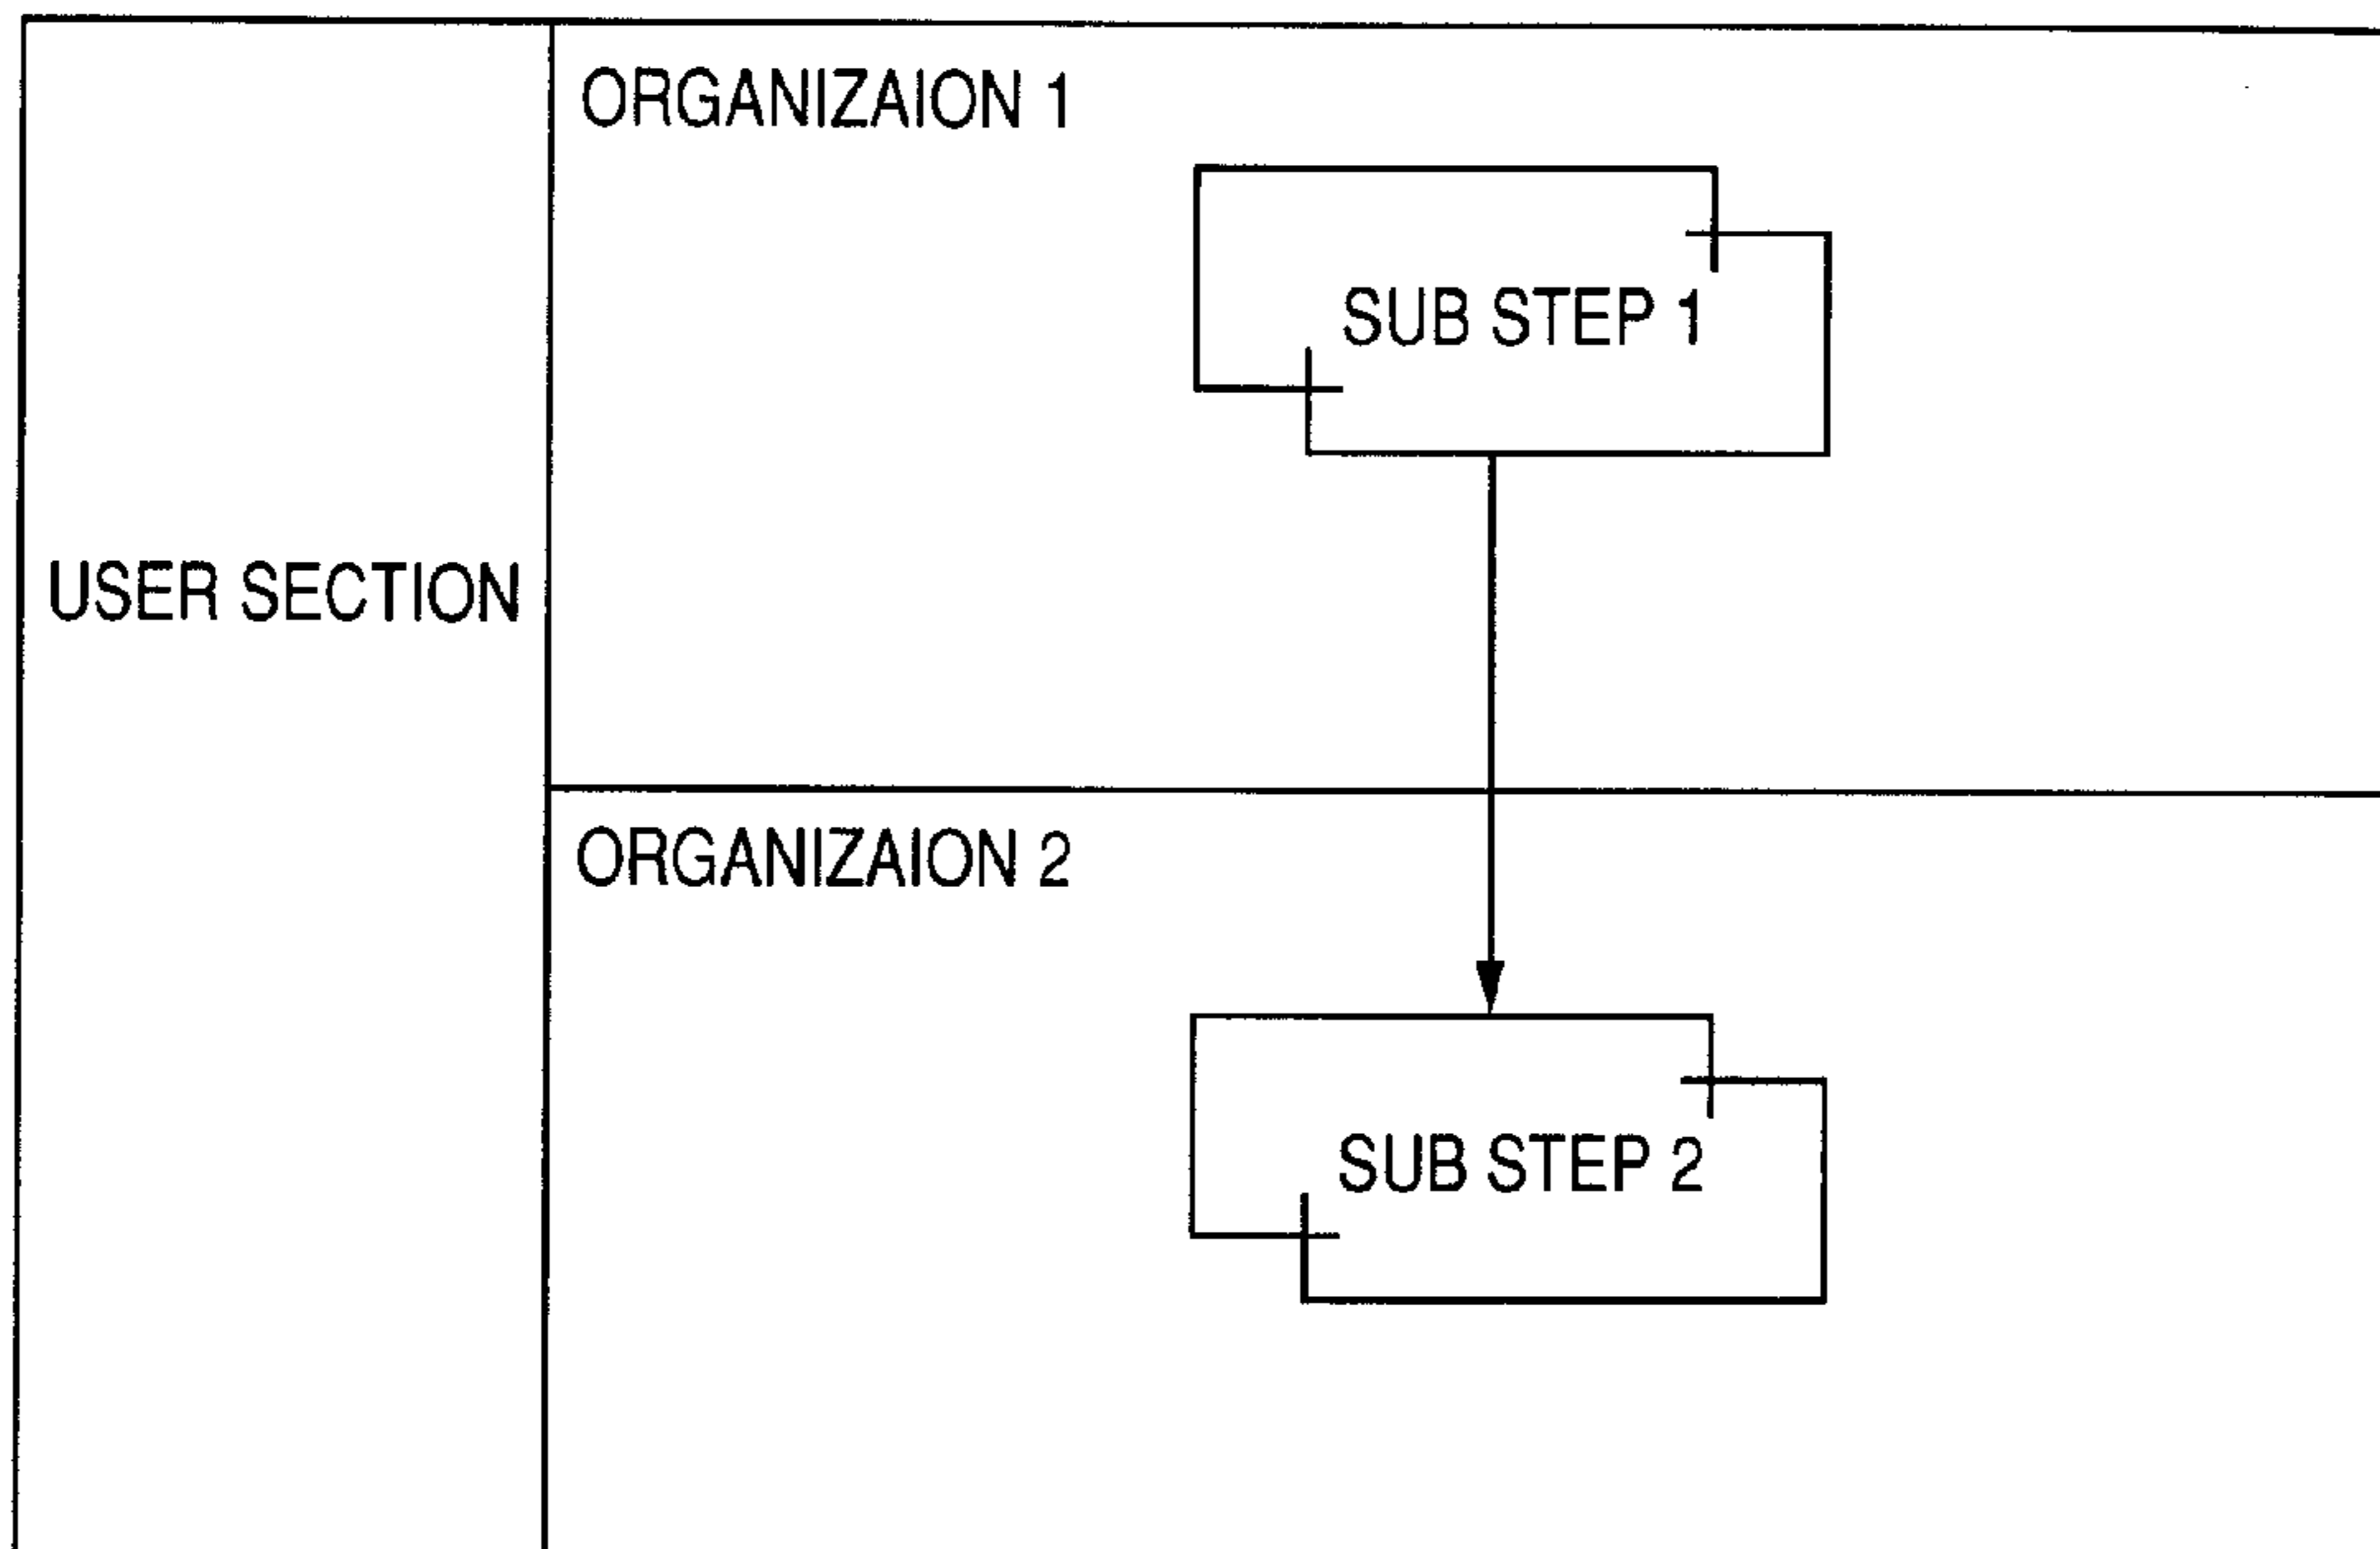 ORGANIZAION 1
SUB STEP 1
USER SECTION
ORGANIZAION 2
SUB STEP 2